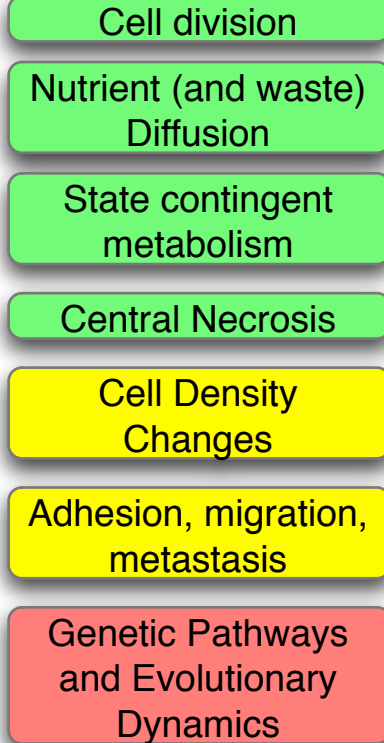 Cell division
Nutrient (and waste)
Diffusion
State contingent
metabolism
Central Necrosis
Cell Density
Changes
Adhesion, migration,
metastasis
Genetic Pathways
and Evolutionary
Dynamics